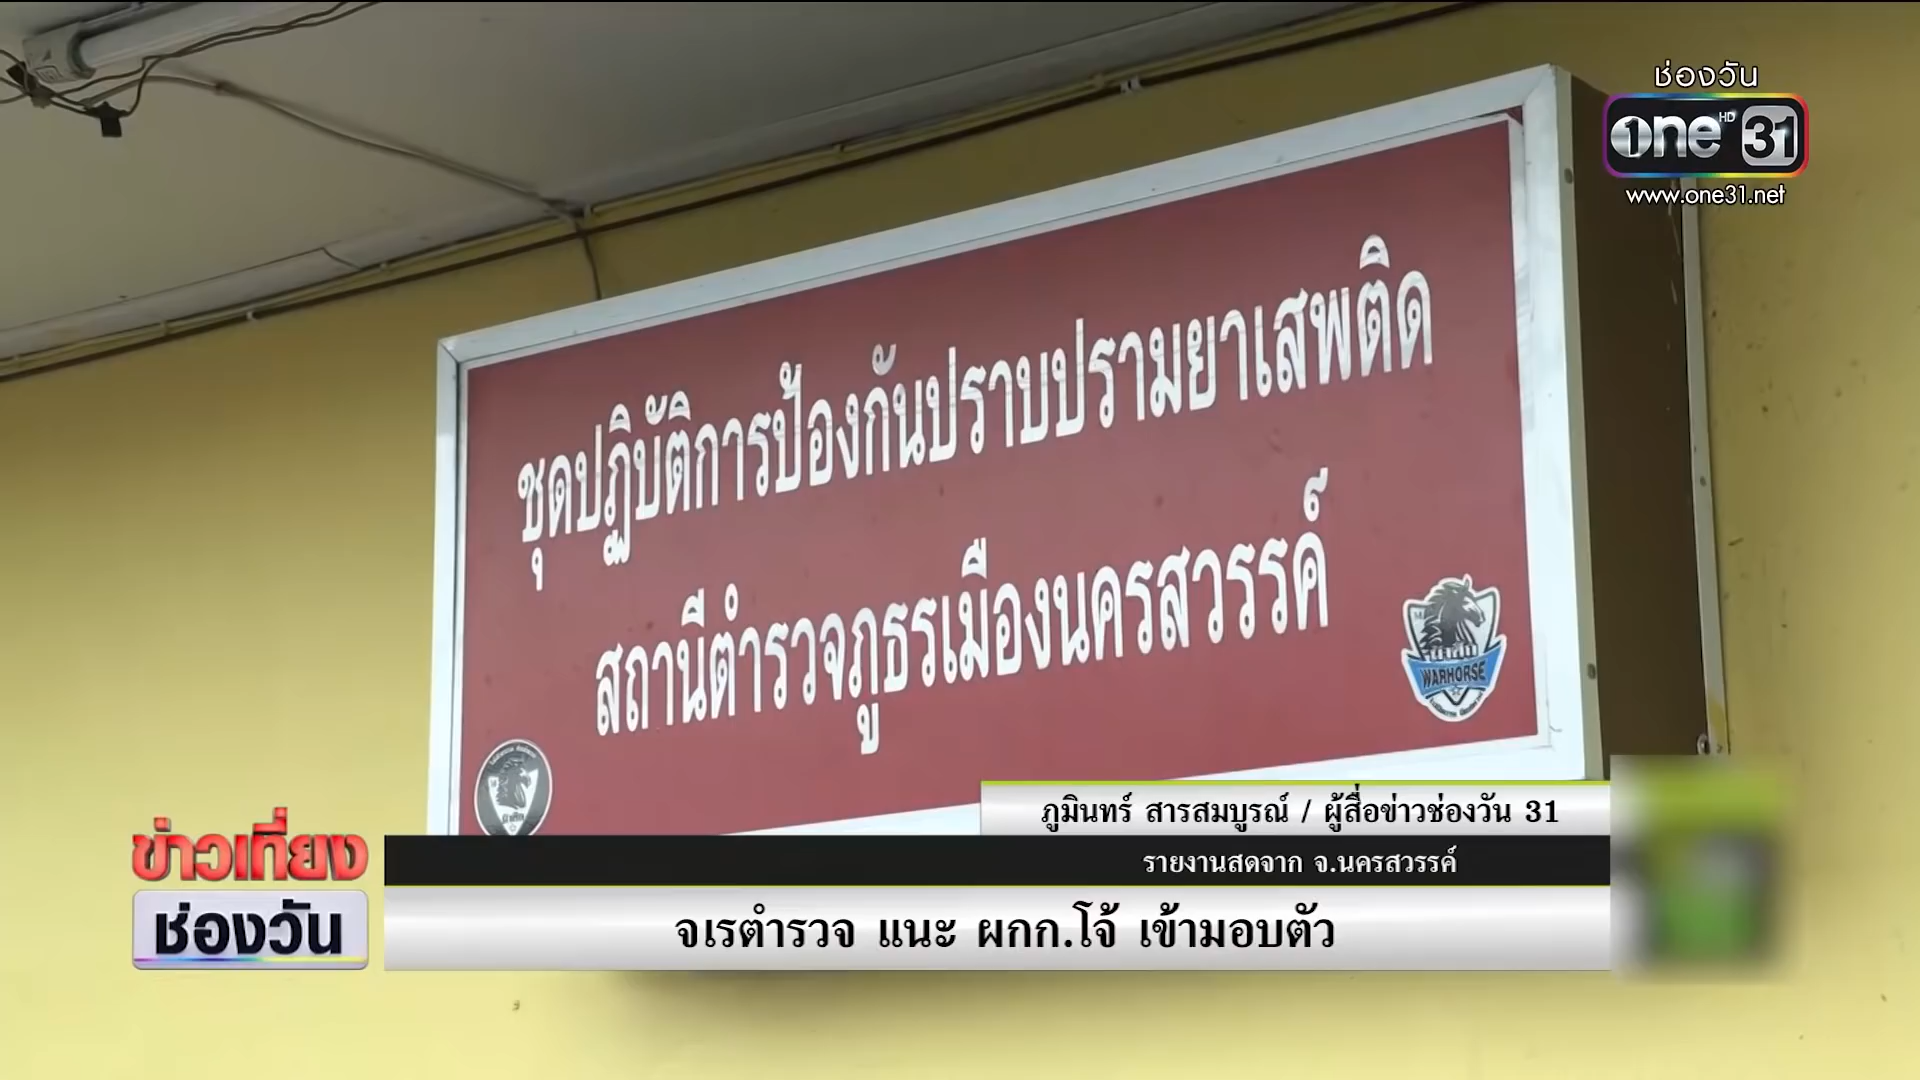 ช่องวัน
one HD 31
www.one31.net
ชุดปฏิบัติการป้องกันปราบปรามยาเสพติด
สถานีตำรวจภูธรเมืองนครสวรรค์
ม้าศึก
WARHORSE
ภูมินทร์ สารสมบูรณ์ / ผู้สื่อข่าวช่องวัน 31
รายงานสดจาก จ.นครสวรรค์
ข่าวเที่ยง
ช่องวัน
จเรตำรวจ แนะ ผกก.โจ้ เข้ามอบตัว